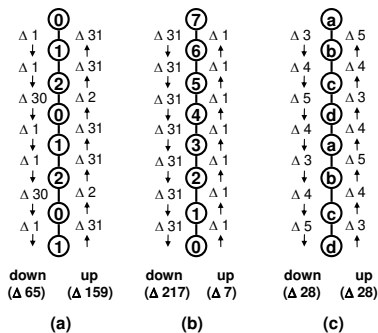 0
Δ 1 Δ 31
1
Δ 1 Δ 31
2
Δ 30 Δ 2
0
Δ 1 Δ 31
1
Δ 1 Δ 31
2
Δ 30 Δ 2
0
Δ 1 Δ 31
1
down up
(Δ 65) (Δ 159)
(a)
7
Δ 31 Δ 1
6
Δ 31 Δ 1
5
Δ 31 Δ 1
4
Δ 31 Δ 1
3
Δ 31 Δ 1
2
Δ 31 Δ 1
1
Δ 31 Δ 1
0
down up
(Δ 217) (Δ 7)
(b)
a
Δ 3 Δ 5
b
Δ 4 Δ 4
c
Δ 5 Δ 3
d
Δ 4 Δ 4
a
Δ 3 Δ 5
b
Δ 4 Δ 4
c
Δ 5 Δ 3
d
down up
(Δ 28) (Δ 28)
(c)